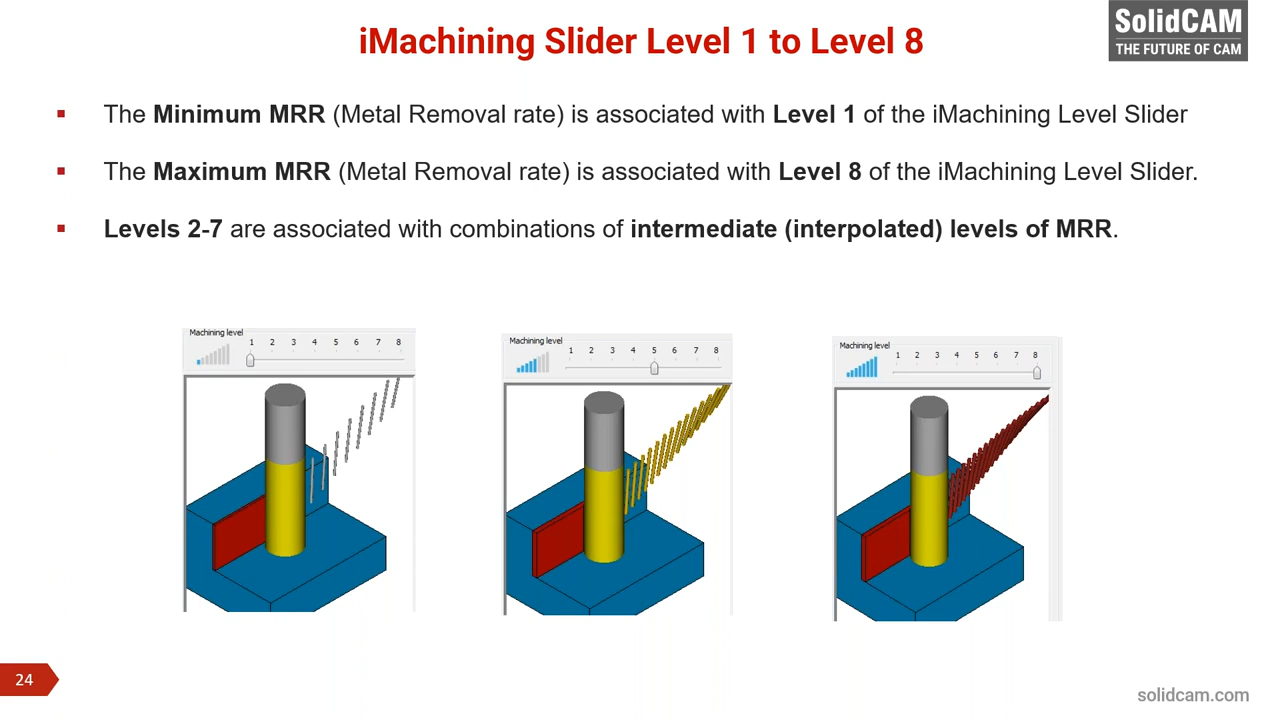 iMachining Slider Level 1 to Level 8
SolidCAM
THE FUTURE OF CAM
▪ The Minimum MRR (Metal Removal rate) is associated with Level 1 of the iMachining Level Slider
▪ The Maximum MRR (Metal Removal rate) is associated with Level 8 of the iMachining Level Slider.
▪ Levels 2-7 are associated with combinations of intermediate (interpolated) levels of MRR.
Machining level
1 2 3 4 5 6 7 8
Machining level
1 2 3 4 5 6 7 8
Machining level
1 2 3 4 5 6 7 8
24
solidcam.com